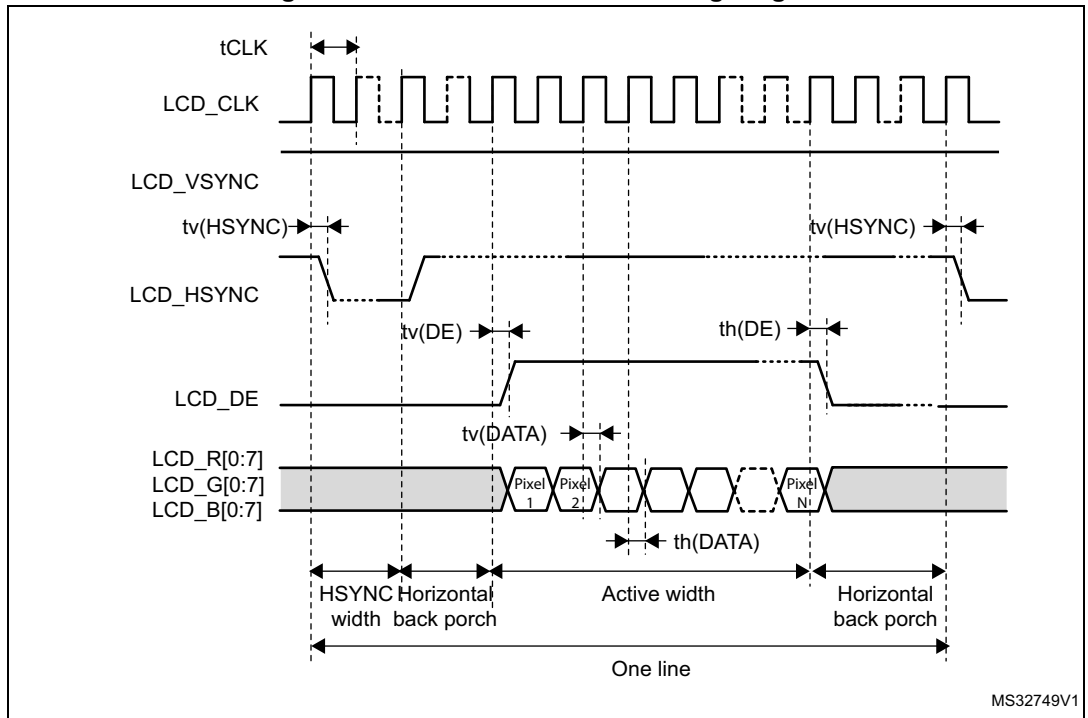 tCLK
LCD_CLK
LCD_VSYNC
tv(HSYNC)
tv(HSYNC)
LCD_HSYNC
tv(DE)
th(DE)
LCD_DE
tv(DATA)
LCD_R[0:7]
LCD_G[0:7]
LCD_B[0:7]
Pixel 1
Pixel 2
Pixel N
th(DATA)
HSYNC width
Horizontal back porch
Active width
Horizontal back porch
One line
MS32749V1